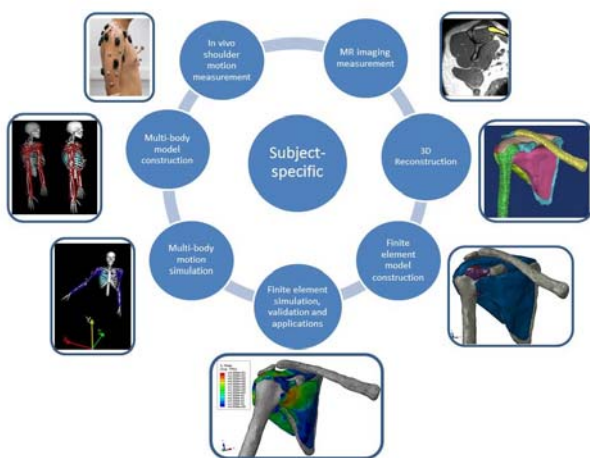 In vivo
shoulder
motion
measurement
MR imaging
measurement
Multi-body
model
construction
Subject-
specific
3D
Reconstruction
Multi-body
motion
simulation
Finite
element
model
construction
Finite element
simulation,
validation and
applications